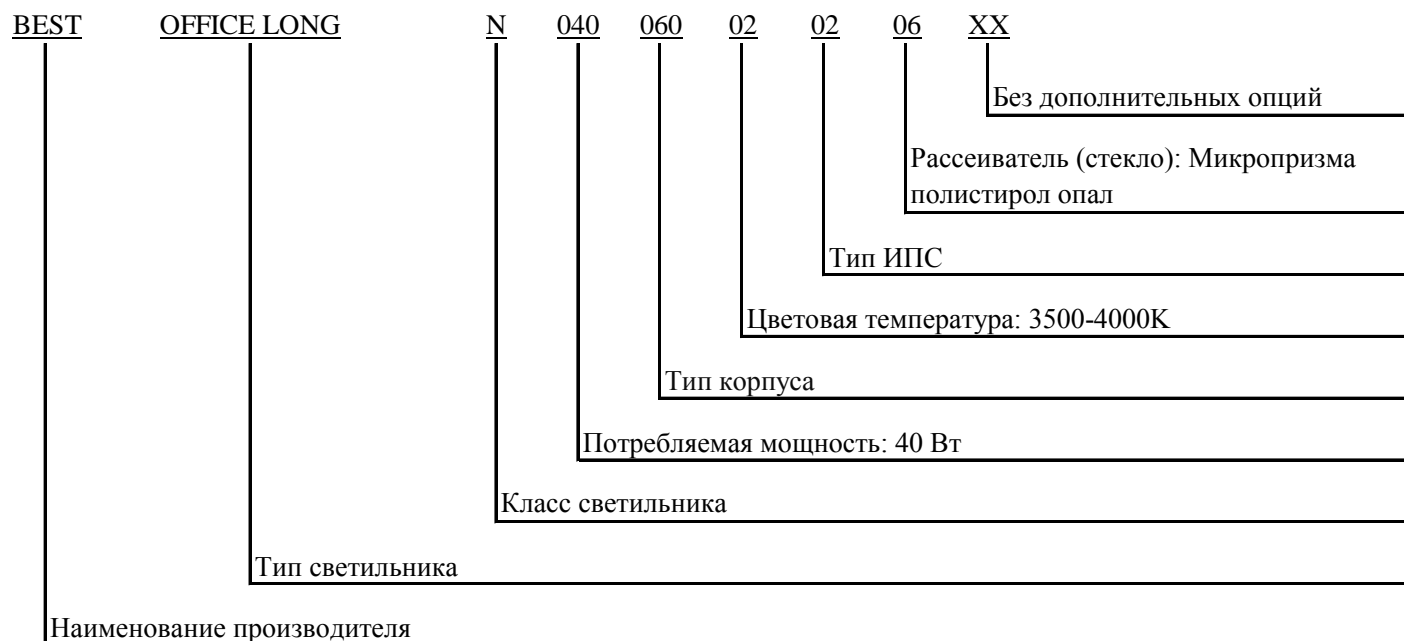 BEST OFFICE LONG N 040 060 02 02 06 XX
Без дополнительных опций
Рассеиватель (стекло): Микропризма
полистирол опал
Тип ИПС
Цветовая температура: 3500-4000K
Тип корпуса
Потребляемая мощность: 40 Вт
Класс светильника
Тип светильника
Наименование производителя